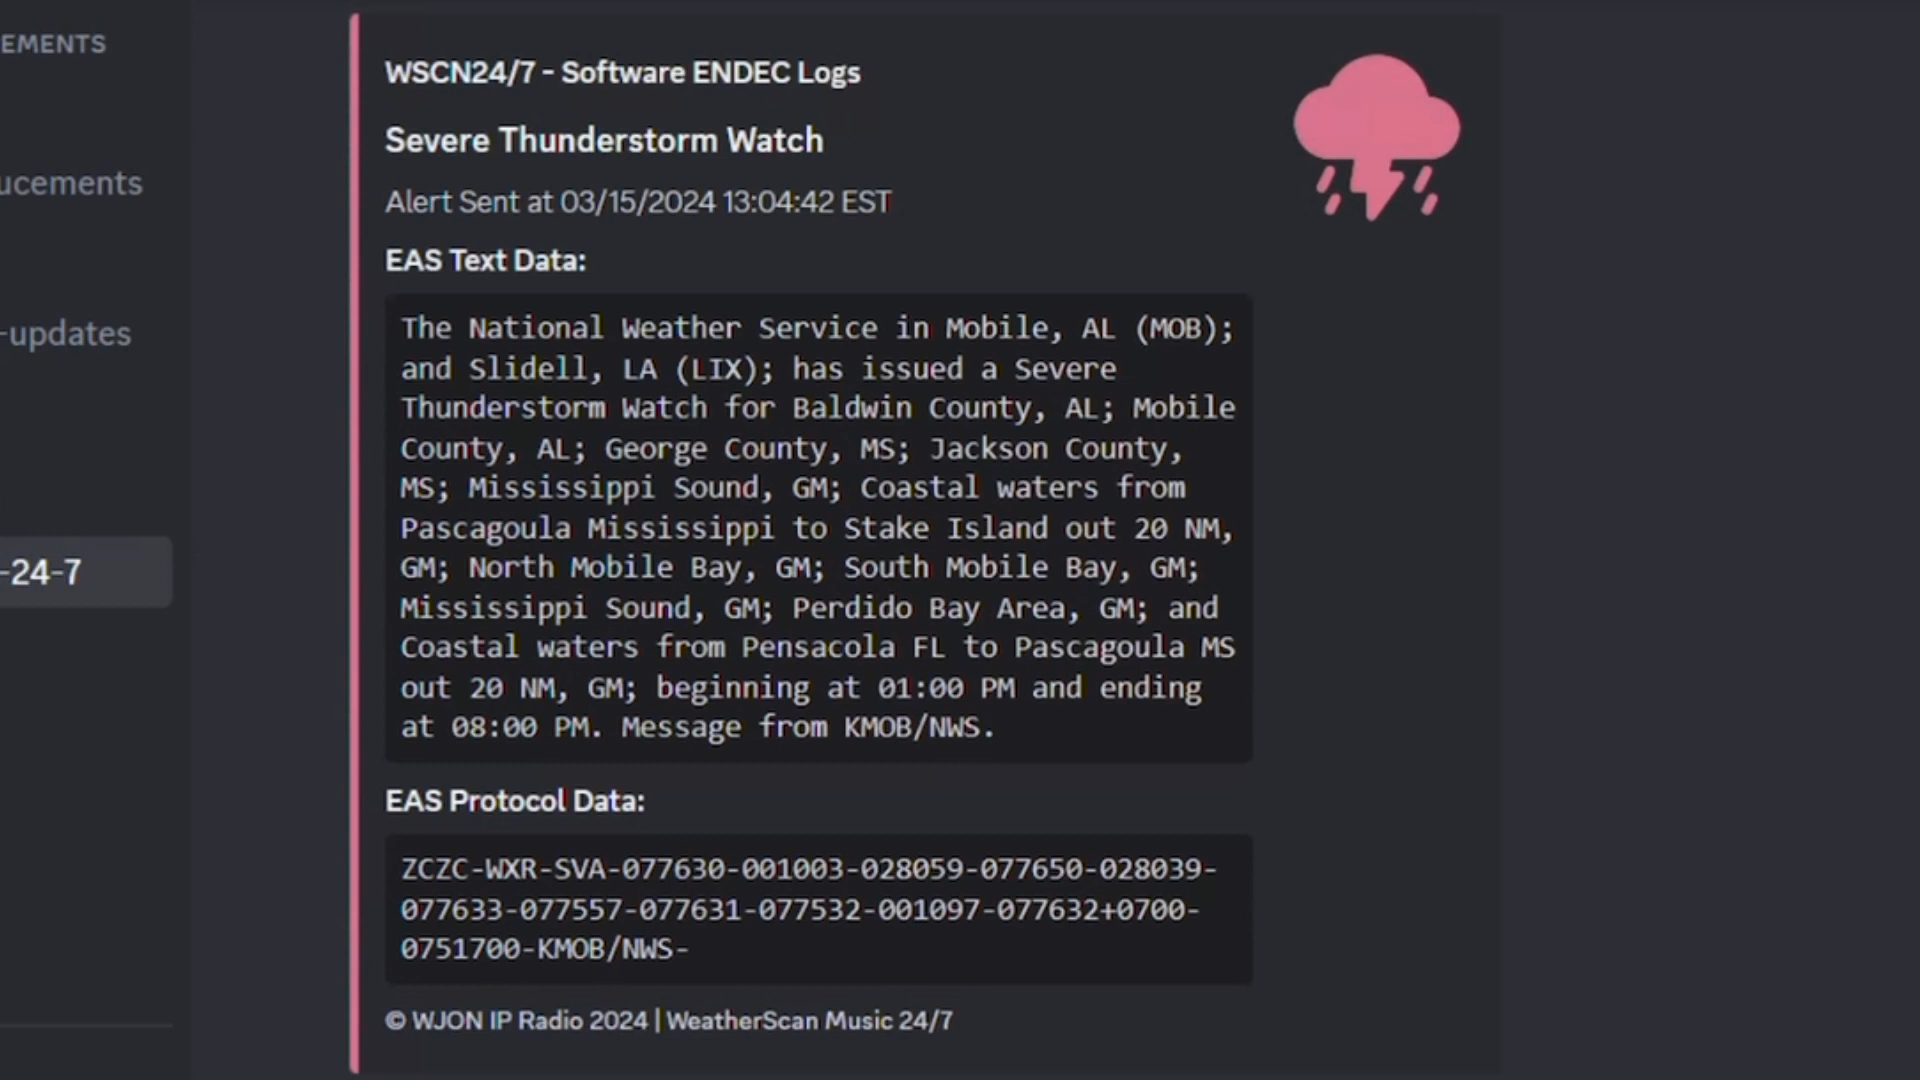 EMENTS
ucements
-updates
-24-7
WSCN24/7 - Software ENDEC Logs
Severe Thunderstorm Watch
Alert Sent at 03/15/2024 13:04:42 EST
EAS Text Data:
The National Weather Service in Mobile, AL (MOB);
and Slidell, LA (LIX); has issued a Severe
Thunderstorm Watch for Baldwin County, AL; Mobile
County, AL; George County, MS; Jackson County,
MS; Mississippi Sound, GM; Coastal waters from
Pascagoula Mississippi to Stake Island out 20 NM,
GM; North Mobile Bay, GM; South Mobile Bay, GM;
Mississippi Sound, GM; Perdido Bay Area, GM; and
Coastal waters from Pensacola FL to Pascagoula MS
out 20 NM, GM; beginning at 01:00 PM and ending
at 08:00 PM. Message from KMOB/NWS.
EAS Protocol Data:
ZCZC-WXR-SVA-077630-001003-028059-077650-028039-
077633-077557-077631-077532-001097-077632+0700-
0751700-KMOB/NWS-
© WJON IP Radio 2024 | WeatherScan Music 24/7